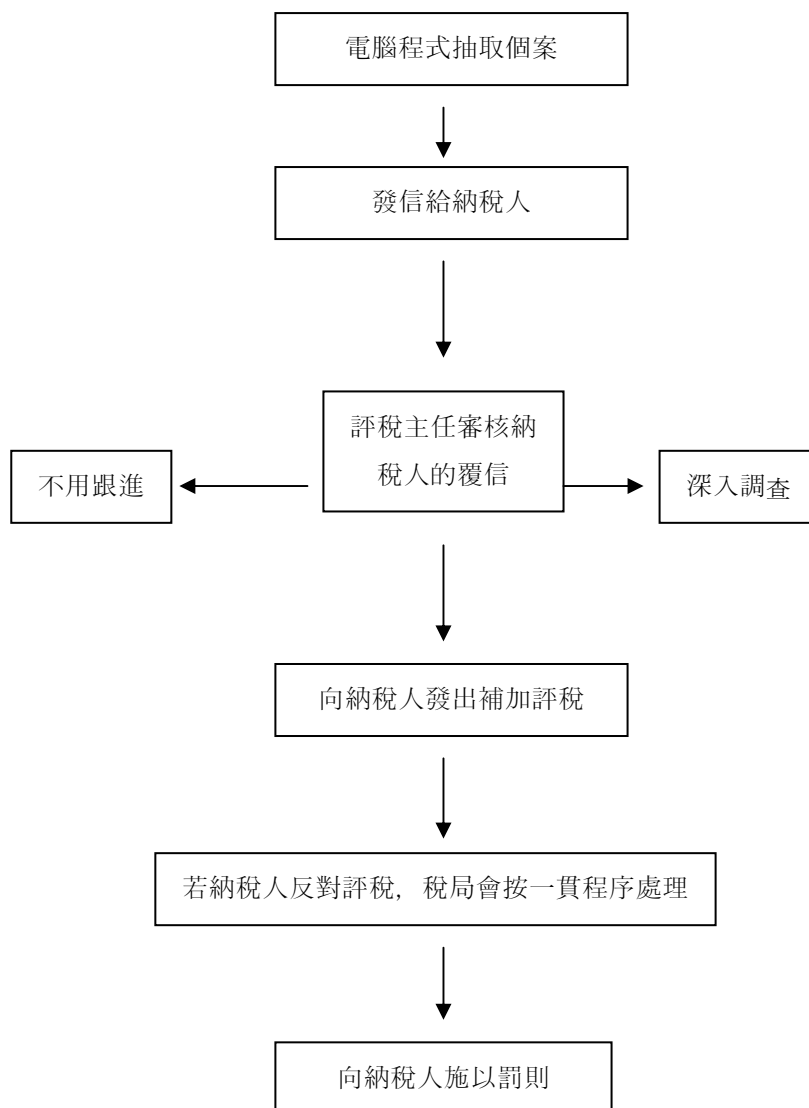 電腦程式抽取個案
發信給納稅人
評稅主任審核納
稅人的覆信
不用跟進
深入調查
向納稅人發出補加評稅
若納稅人反對評稅，稅局會按一貫程序處理
向納稅人施以罰則